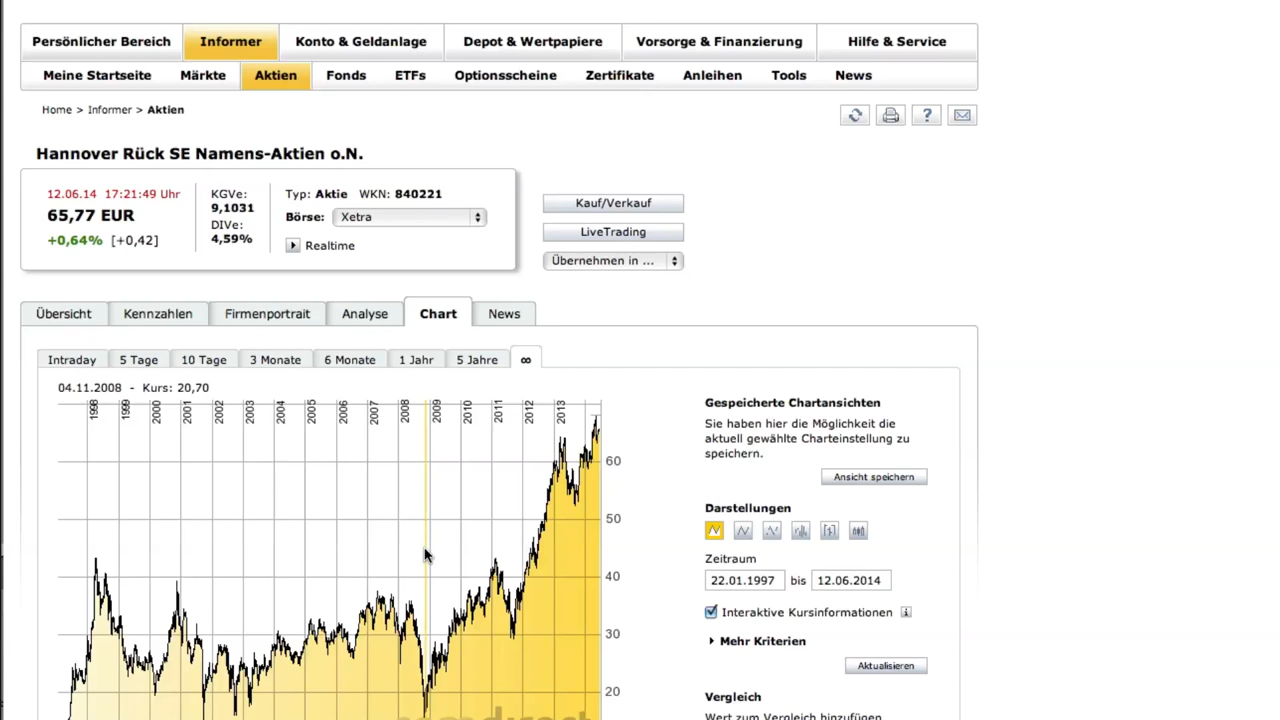 Persönlicher Bereich Informer Konto & Geldanlage Depot & Wertpapiere Vorsorge & Finanzierung Hilfe & Service
Meine Startseite Märkte Aktien Fonds ETFs Optionsscheine Zertifikate Anleihen Tools News
Home > Informer > Aktien
?
Hannover Rück SE Namens-Aktien o.N.
12.06.14 17:21:49 Uhr
65,77 EUR
+0,64% [+0,42]
KGVe:
9,1031
DIVe:
4,59%
Typ: Aktie WKN: 840221
Börse: Xetra
Realtime
Kauf/Verkauf
LiveTrading
Übernehmen in ...
Übersicht Kennzahlen Firmenportrait Analyse Chart News
Intraday 5 Tage 10 Tage 3 Monate 6 Monate 1 Jahr 5 Jahre ∞
04.11.2008 - Kurs: 20,70
1998 1999 2000 2001 2002 2003 2004 2005 2006 2007 2008 2009 2010 2011 2012 2013
60
50
40
30
20
comdirect
Gespeicherte Chartansichten
Sie haben hier die Möglichkeit die
aktuell gewählte Charteinstellung zu
speichern.
Ansicht speichern
Darstellungen
Zeitraum
22.01.1997 bis 12.06.2014
Interaktive Kursinformationen i
Mehr Kriterien
Aktualisieren
Vergleich
Wert zum Vergleich hinzufügen